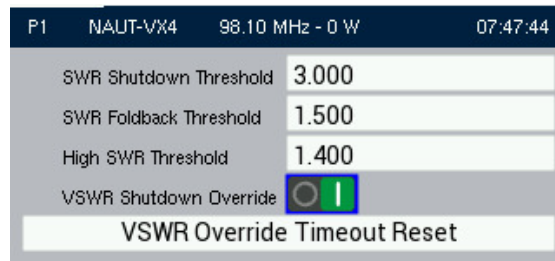 P1 NAUT-VX4 98.10 MHz - 0 W 07:47:44
SWR Shutdown Threshold 3.000
SWR Foldback Threshold 1.500
High SWR Threshold 1.400
VSWR Shutdown Override
VSWR Override Timeout Reset